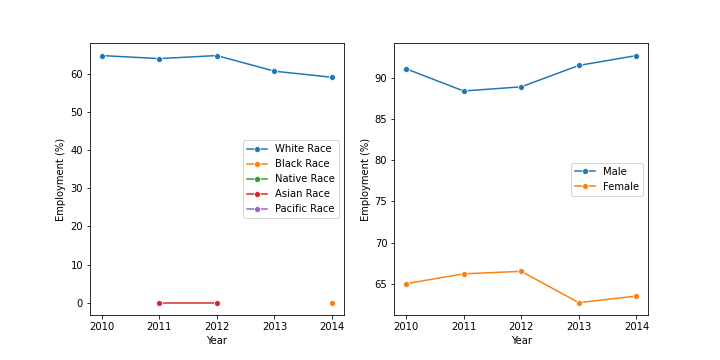 Employment (%)
60
50
40
30
20
10
0
2010 2011 2012 2013 2014
Year
White Race
Black Race
Native Race
Asian Race
Pacific Race
Employment (%)
90
85
80
75
70
65
2010 2011 2012 2013 2014
Year
Male
Female